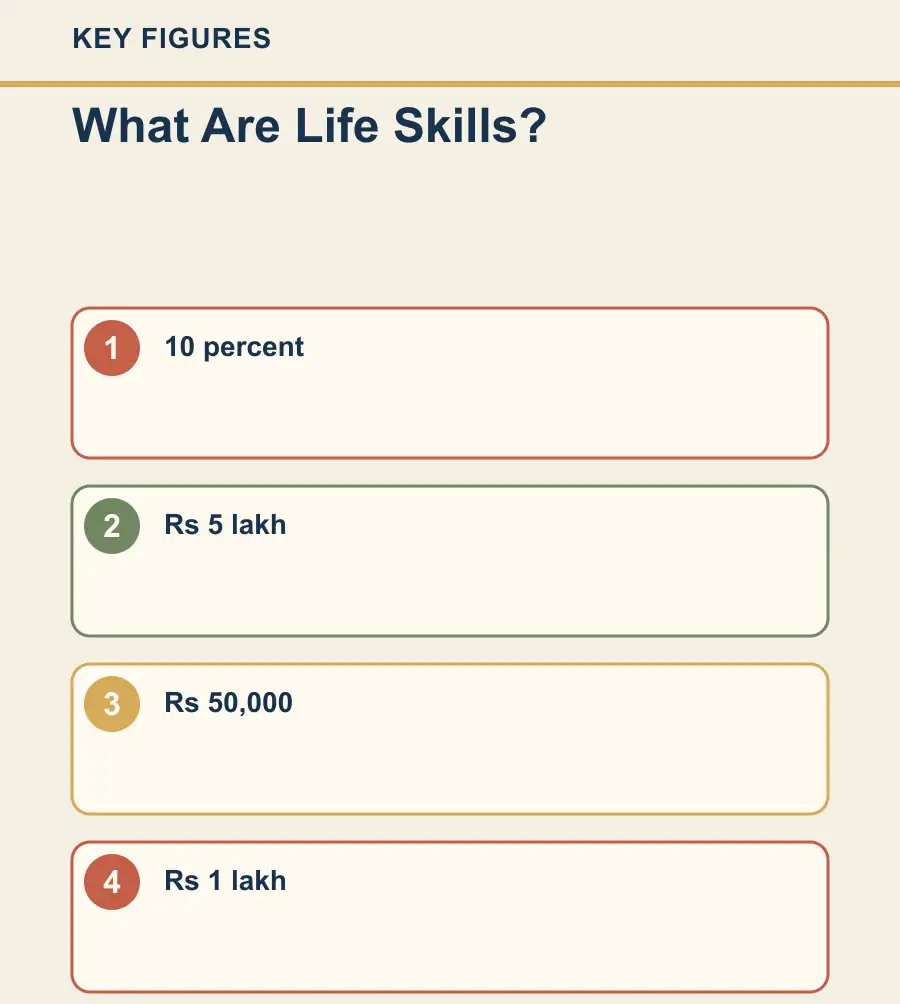 KEY FIGURES
What Are Life Skills?
1 10 percent
2 Rs 5 lakh
3 Rs 50,000
4 Rs 1 lakh